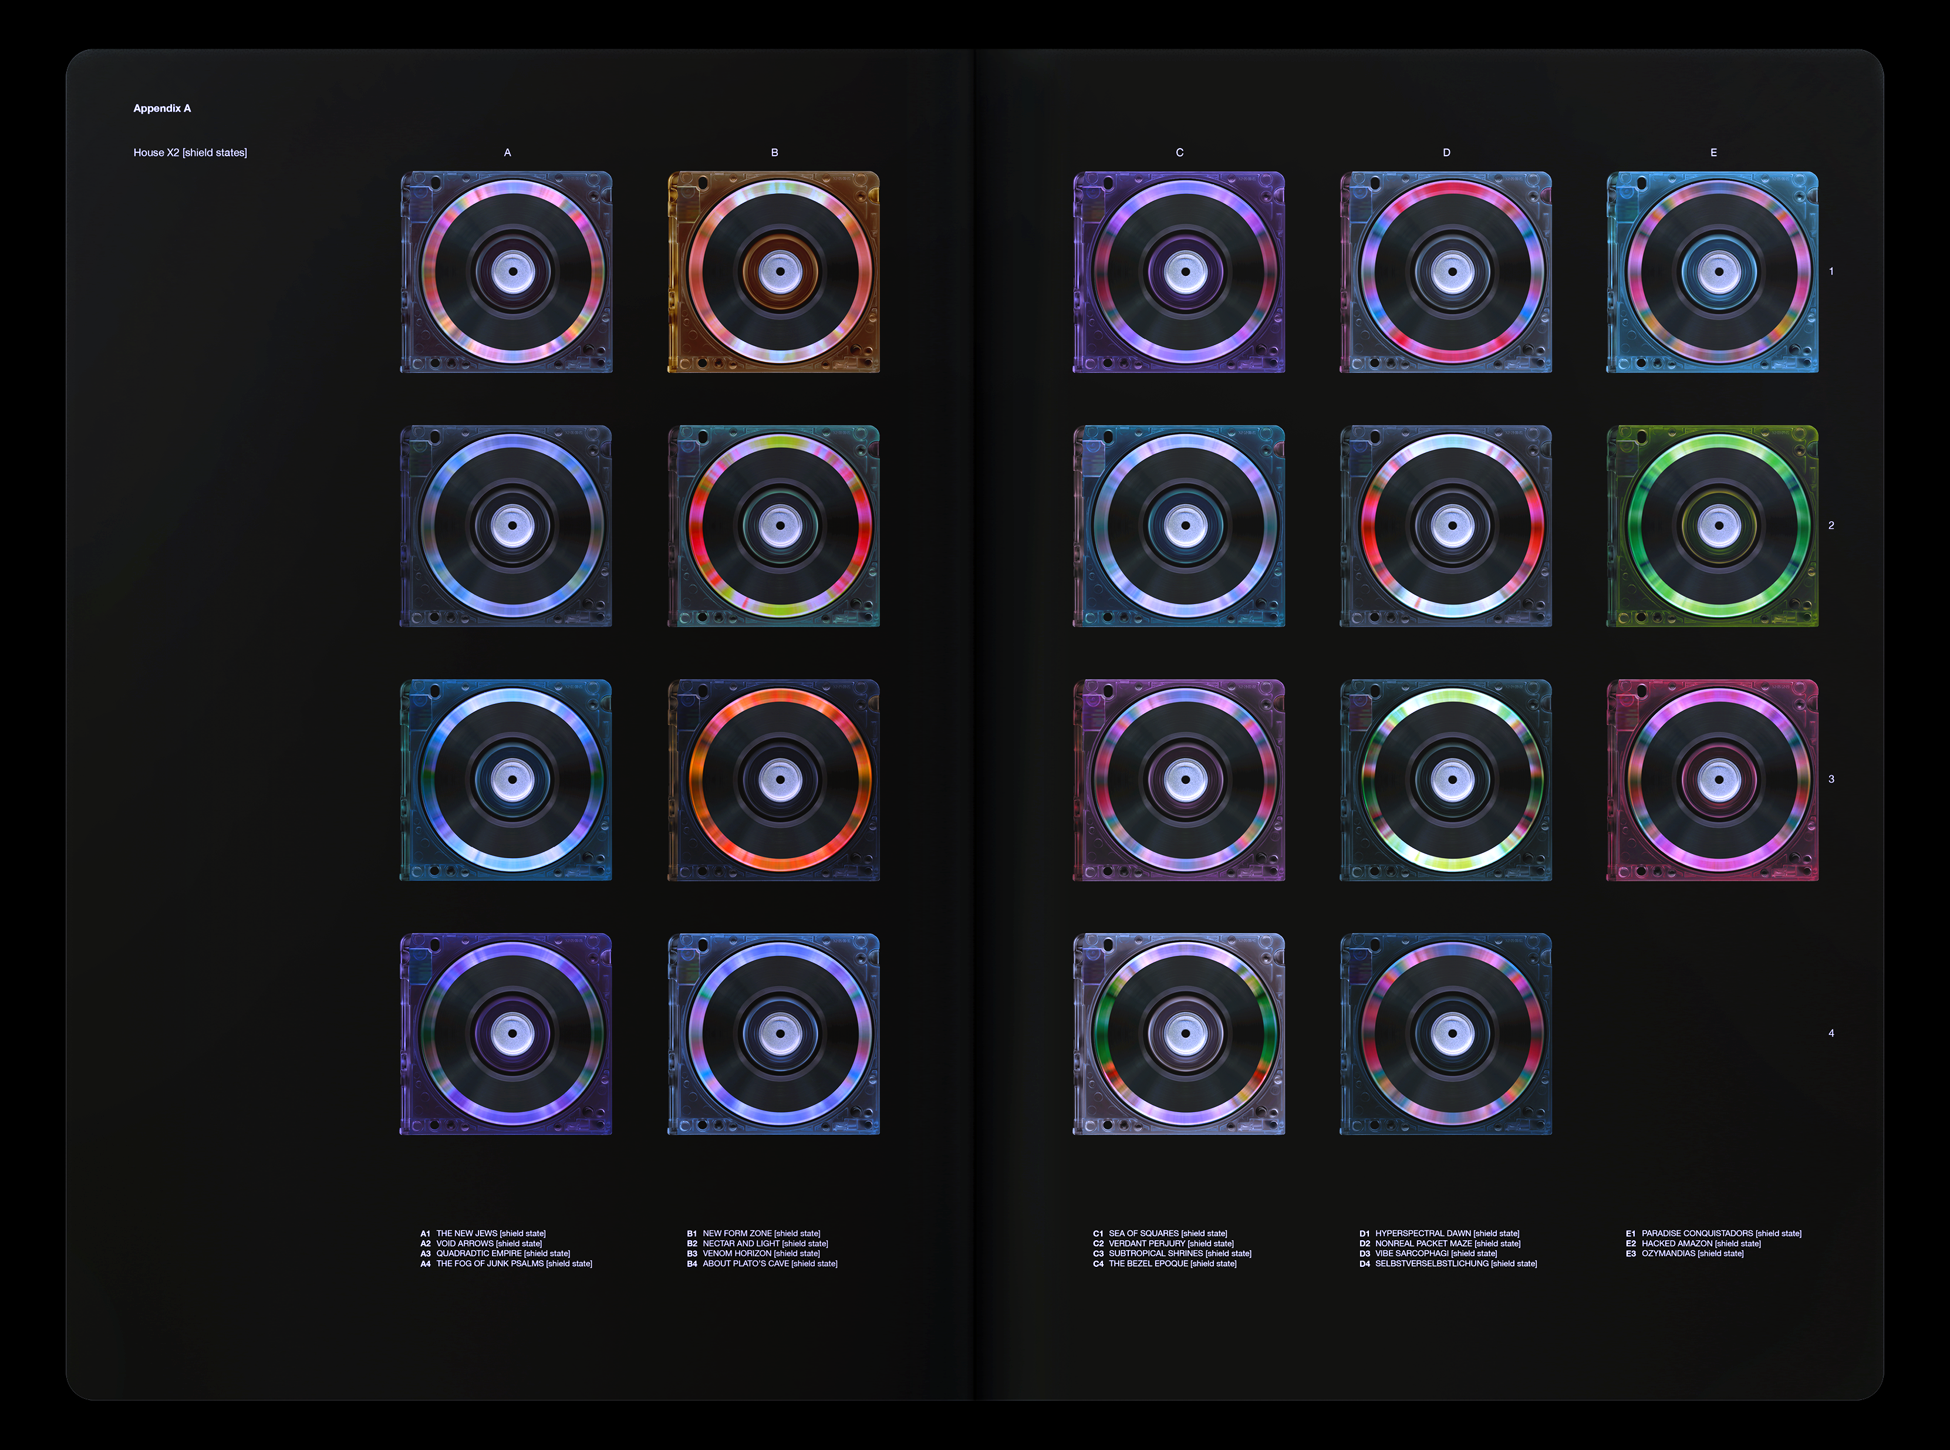 Appendix A
House X2 [shield states]
A
B
C
D
E
1
2
3
4
A1 THE NEW JEWS [shield state]
A2 VOID ARROWS [shield state]
A3 QUADRADTIC EMPIRE [shield state]
A4 THE FOG OF JUNK PSALMS [shield state]
B1 NEW FORM ZONE [shield state]
B2 NECTAR AND LIGHT [shield state]
B3 VENOM HORIZON [shield state]
B4 ABOUT PLATO'S CAVE [shield state]
C1 SEA OF SQUARES [shield state]
C2 VERDANT PERJURY [shield state]
C3 SUBTROPICAL SHRINES [shield state]
C4 THE BEZEL EPOQUE [shield state]
D1 HYPERSPECTRAL DAWN [shield state]
D2 NONREAL PACKET MAZE [shield state]
D3 VIBE SARCOPHAGI [shield state]
D4 SELBSTVERSELBSTLICHUNG [shield state]
E1 PARADISE CONQUISTADORS [shield state]
E2 HACKED AMAZON [shield state]
E3 OZYMANDIAS [shield state]